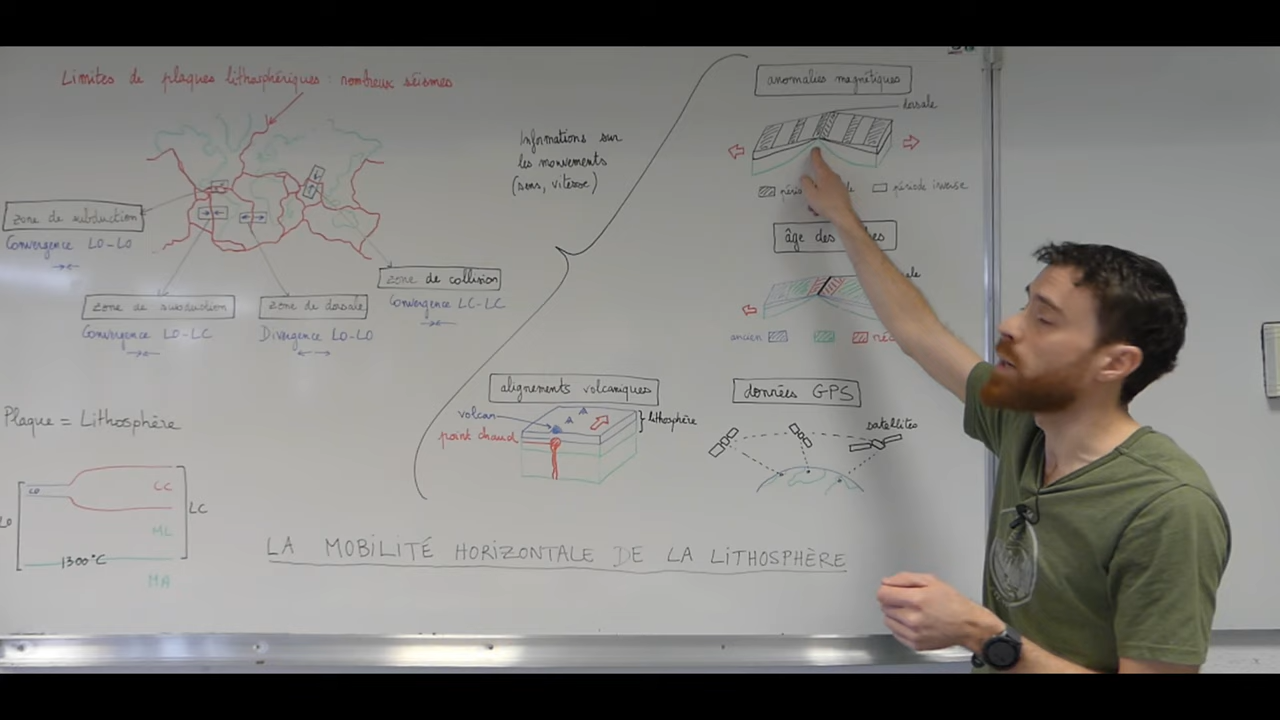 Limites de plaques lithosphériques : nombreux séismes
zone de subduction
Convergence LO-LO
zone de subduction
Convergence LO-LC
zone de dorsale
Divergence LO-LO
zone de collision
Convergence LC-LC
Plaque = Lithosphère
LO
CO
CC
LC
ML
1300°C
MA
Informations sur
les mouvements
(sens, vitesse)
anomalies magnétiques
dorsale
période inverse
âge des
ancien
alignements volcaniques
volcan
point chaud
lithosphère
données GPS
satellites
LA MOBILITÉ HORIZONTALE DE LA LITHOSPHÈRE